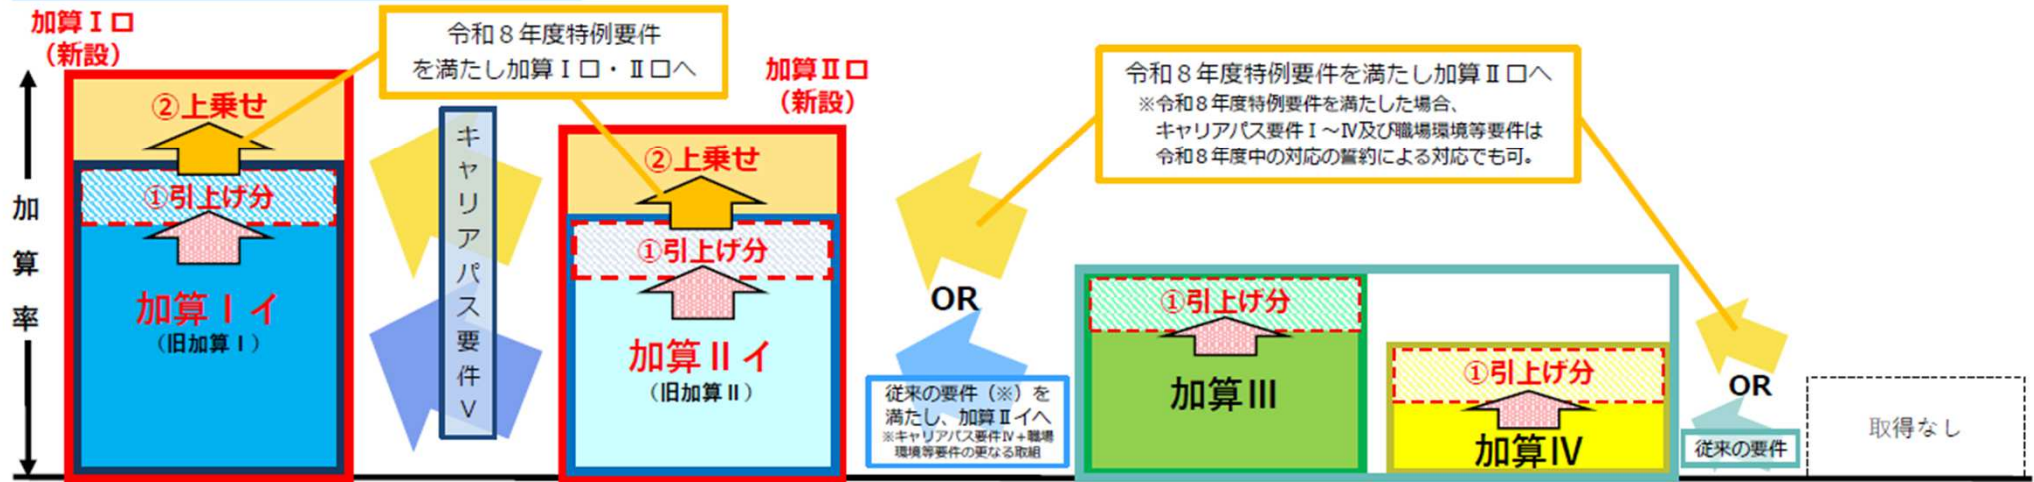 加算Ⅰロ
（新設）
②上乗せ
①引上げ分
加算Ⅰイ
（旧加算Ⅰ）
加算率
令和８年度特例要件
を満たし加算Ⅰロ・Ⅱロへ
キャリアパス要件Ⅴ
加算Ⅱロ
（新設）
②上乗せ
①引上げ分
加算Ⅱイ
（旧加算Ⅱ）
令和８年度特例要件を満たし加算Ⅱロへ
※令和８年度特例要件を満たした場合、
キャリアパス要件Ⅰ～Ⅳ及び職場環境等要件は
令和８年度中の対応の誓約による対応でも可。
OR
従来の要件（※）を
満たし、加算Ⅱイへ
※キャリアパス要件Ⅳ＋職場
環境等要件の更なる取組
①引上げ分
加算Ⅲ
①引上げ分
加算Ⅳ
OR
従来の要件
取得なし